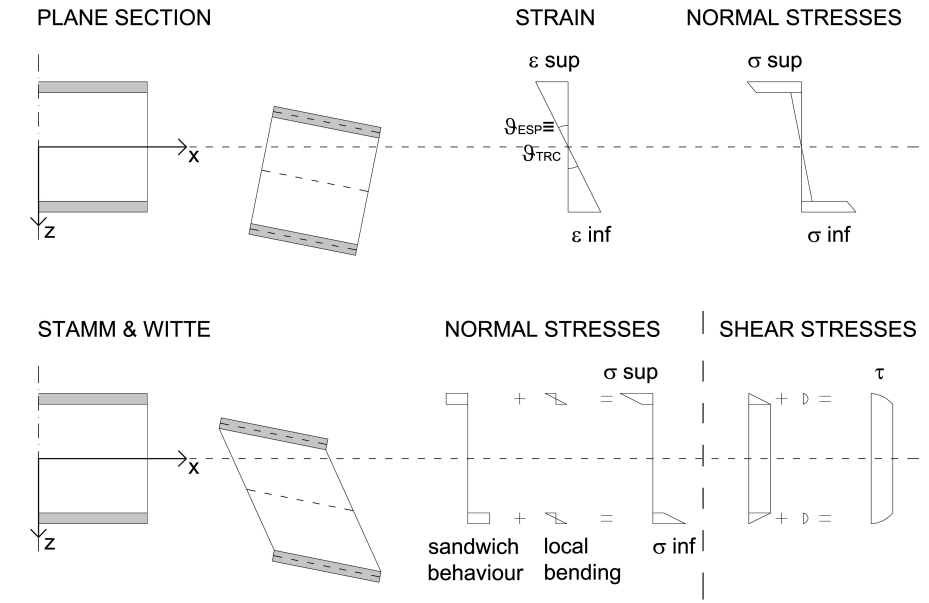 PLANE SECTION
STRAIN
NORMAL STRESSES
ε sup
σ sup
ϑESP≡
ϑTRC
x
z
ε inf
σ inf
STAMM & WITTE
NORMAL STRESSES
SHEAR STRESSES
σ sup
τ
+ = + =
x
+ = + =
z
sandwich behaviour
local bending
σ inf